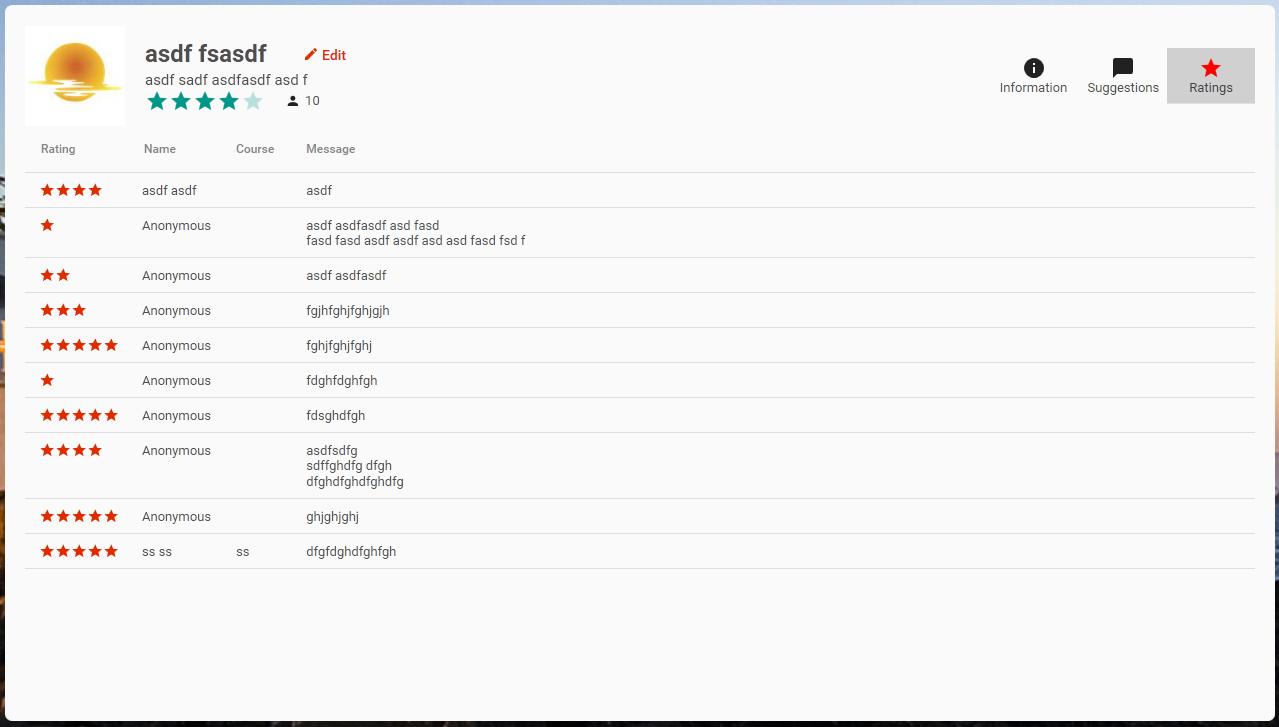 asdf fsasdf Edit
asdf sadf asdfasdf asd f
10
Information Suggestions Ratings
Rating Name Course Message
asdf asdf asdf
Anonymous asdf asdfasdf asd fasd
fasd fasd asdf asdf asd asd fasd fsd f
Anonymous asdf asdfasdf
Anonymous fgjhfghjfghjgjh
Anonymous fghjfghjfghj
Anonymous fdghfdghfgh
Anonymous fdsghdfgh
Anonymous asdfsdfg
sdffghdfg dfgh
dfghdfghdfghdfg
Anonymous ghjghjghj
ss ss ss dfgfdghdfghfgh